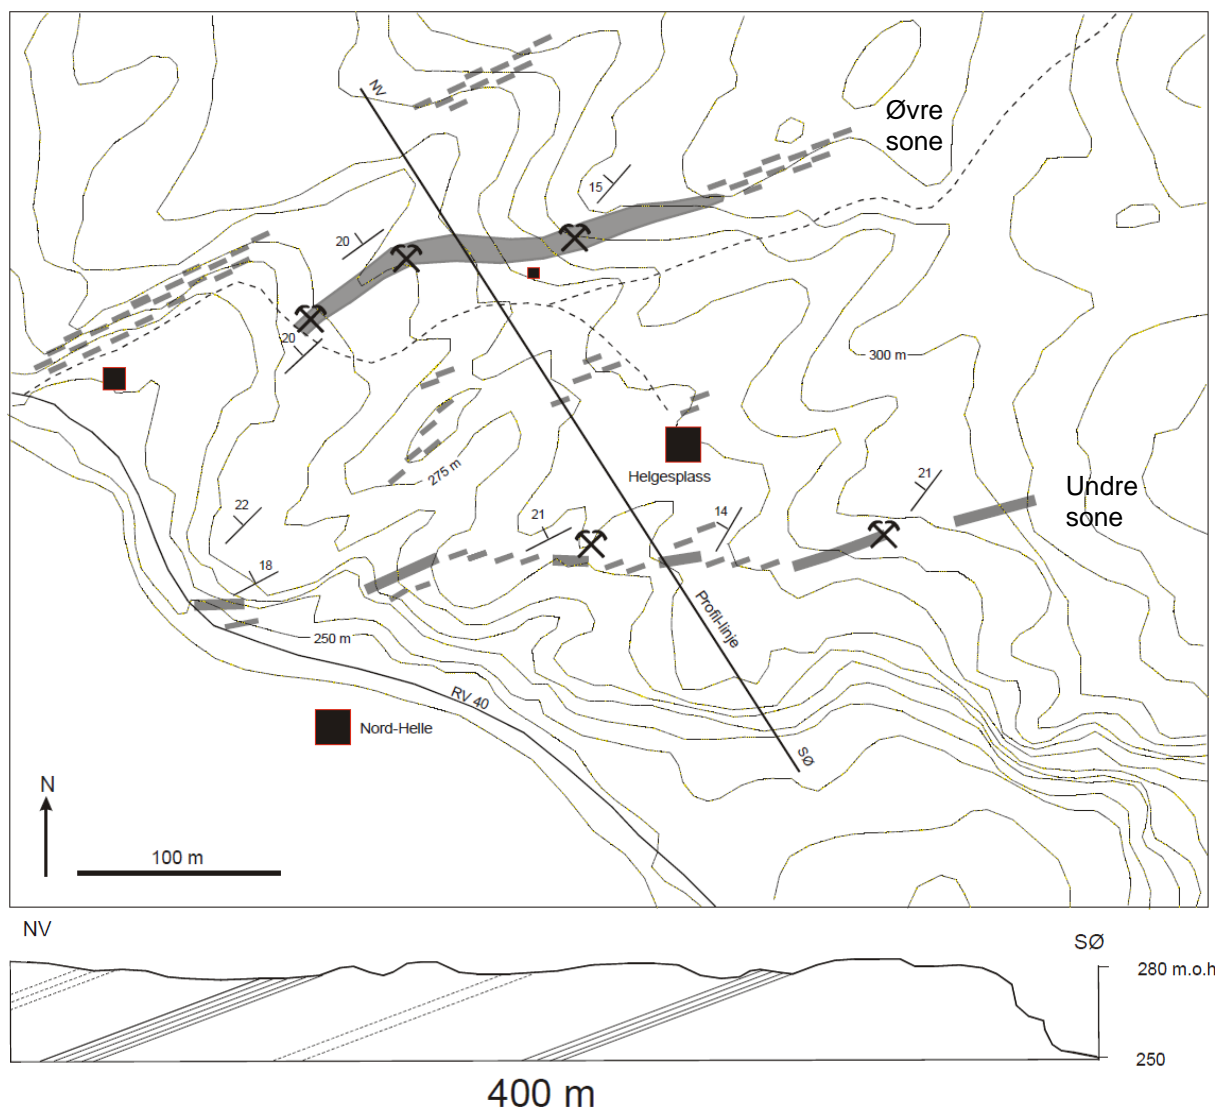 NV
Øvre
sone
15
20
20
300 m
275 m
Helgesplass
21
Undre
sone
22
21
14
18
250 m
Profil-linje
RV 40
Nord-Helle
SØ
N
100 m
NV
SØ
280 m.o.h
250
400 m